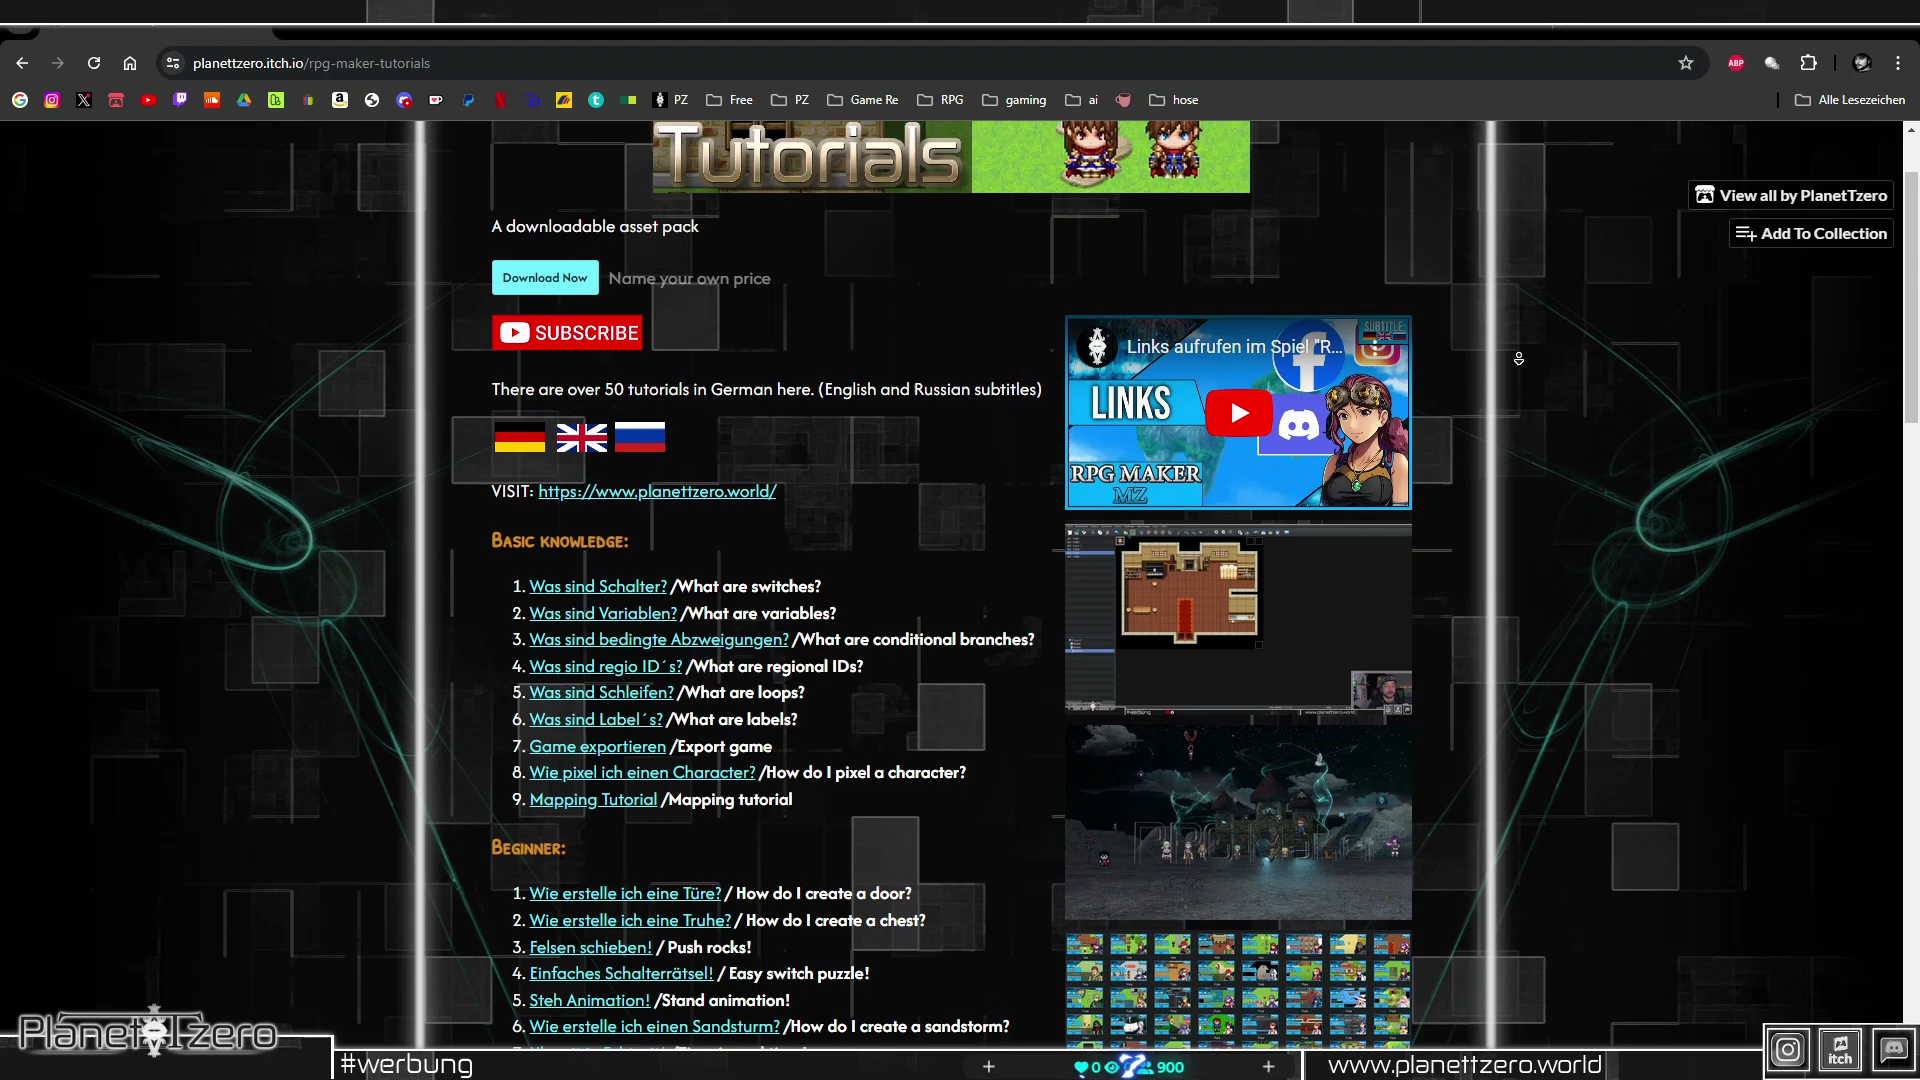 planettzero.itch.io/rpg-maker-tutorials
ABP
PZ
Free
PZ
Game Re
RPG
gaming
ai
hose
Alle Lesezeichen
Tutorials
View all by PlanetTzero
Add To Collection
A downloadable asset pack
Download Now
Name your own price
SUBSCRIBE
There are over 50 tutorials in German here. (English and Russian subtitles)
VISIT: https://www.planettzero.world/
Basic knowledge:
1. Was sind Schalter? /What are switches?
2. Was sind Variablen? /What are variables?
3. Was sind bedingte Abzweigungen? /What are conditional branches?
4. Was sind regio ID´s? /What are regional IDs?
5. Was sind Schleifen? /What are loops?
6. Was sind Label´s? /What are labels?
7. Game exportieren /Export game
8. Wie pixel ich einen Character? /How do I pixel a character?
9. Mapping Tutorial /Mapping tutorial
Beginner:
1. Wie erstelle ich eine Türe? / How do I create a door?
2. Wie erstelle ich eine Truhe? / How do I create a chest?
3. Felsen schieben! / Push rocks!
4. Einfaches Schalterrätsel! / Easy switch puzzle!
5. Steh Animation! /Stand animation!
6. Wie erstelle ich einen Sandsturm? /How do I create a sandstorm?
Links aufrufen im Spiel "R...
SUBTITLE
LINKS
RPG MAKER
MZ
RPG Maker
PlanetTzero
#werbung
0
900
www.planettzero.world
itch